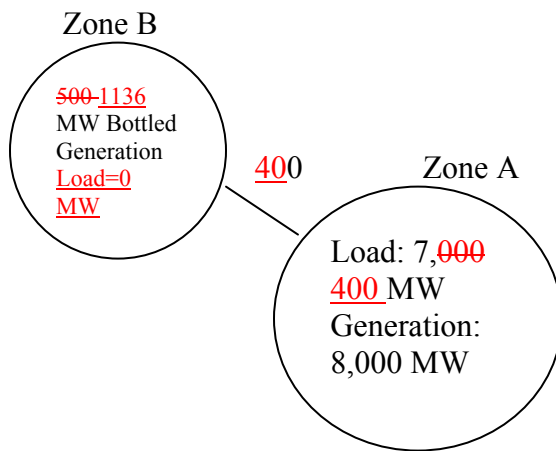 Zone B
500 1136
MW Bottled
Generation
Load=0
MW
400
Zone A
Load: 7,000
400 MW
Generation:
8,000 MW